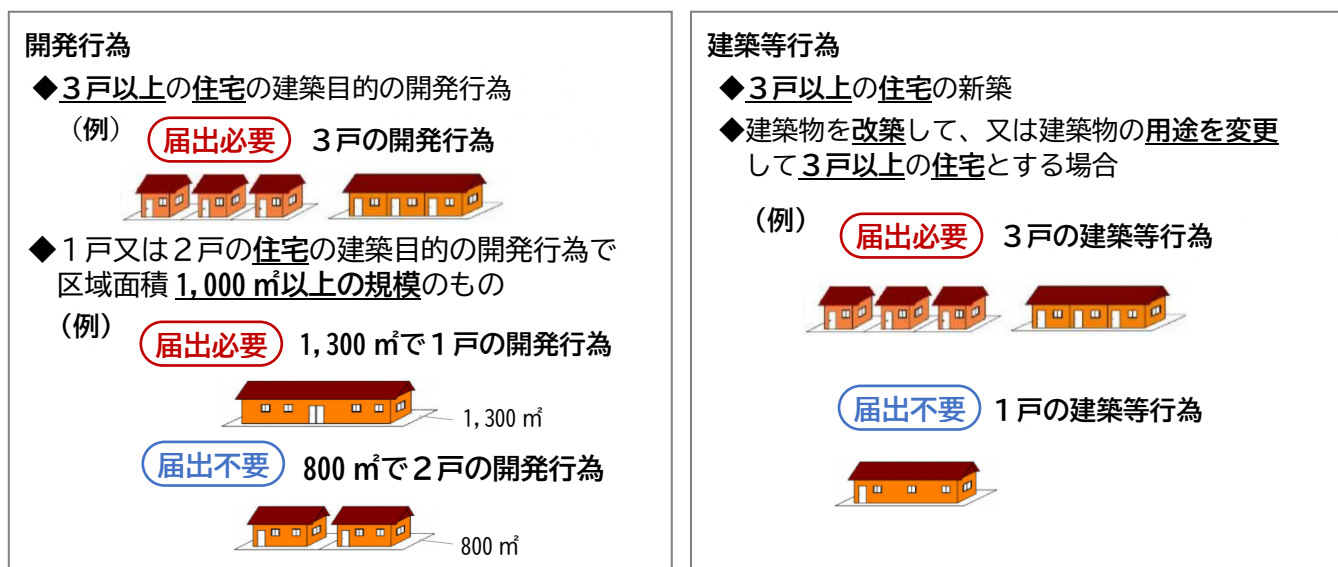 開発行為
◆３戸以上の住宅の建築目的の開発行為
（例） 届出必要 ３戸の開発行為
◆１戸又は２戸の住宅の建築目的の開発行為で
区域面積 1,000 ㎡以上の規模のもの
（例） 届出必要 1,300 ㎡で１戸の開発行為
1,300 ㎡
届出不要 800 ㎡で２戸の開発行為
800 ㎡
建築等行為
◆３戸以上の住宅の新築
◆建築物を改築して、又は建築物の用途を変更
して３戸以上の住宅とする場合
（例） 届出必要 ３戸の建築等行為
届出不要 １戸の建築等行為